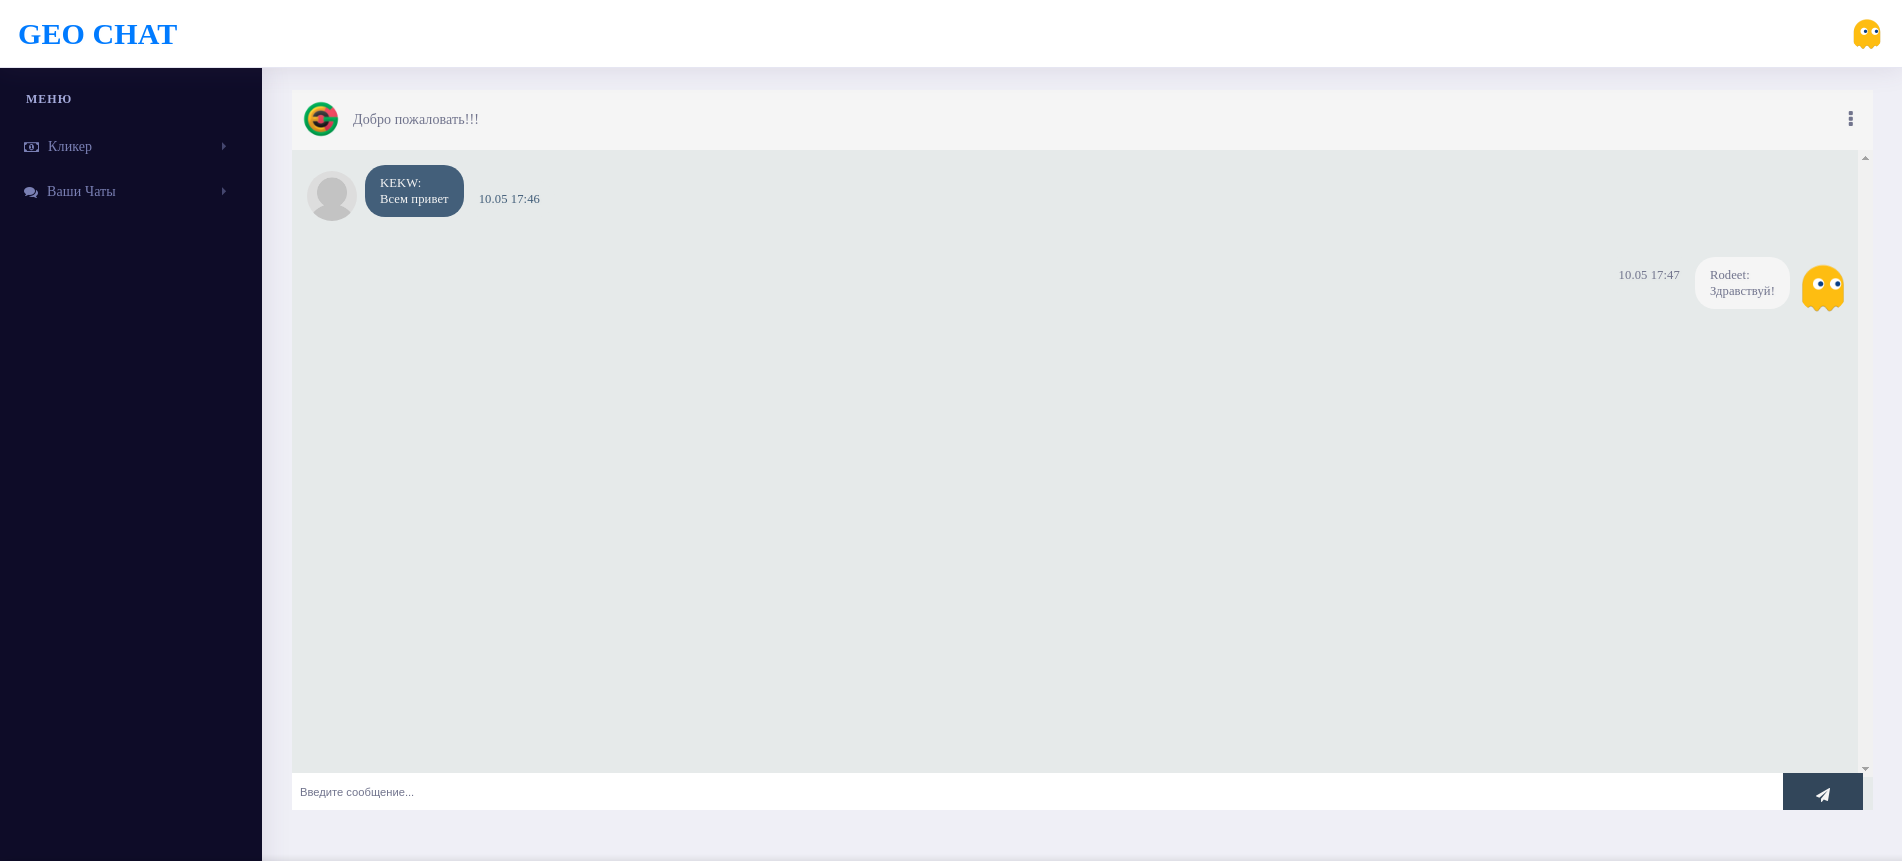 GEO CHAT
МЕНЮ
Кликер
Ваши Чаты
Добро пожаловать!!!
KEKW:
Всем привет
10.05 17:46
10.05 17:47
Rodeet:
Здравствуй!
Введите сообщение...